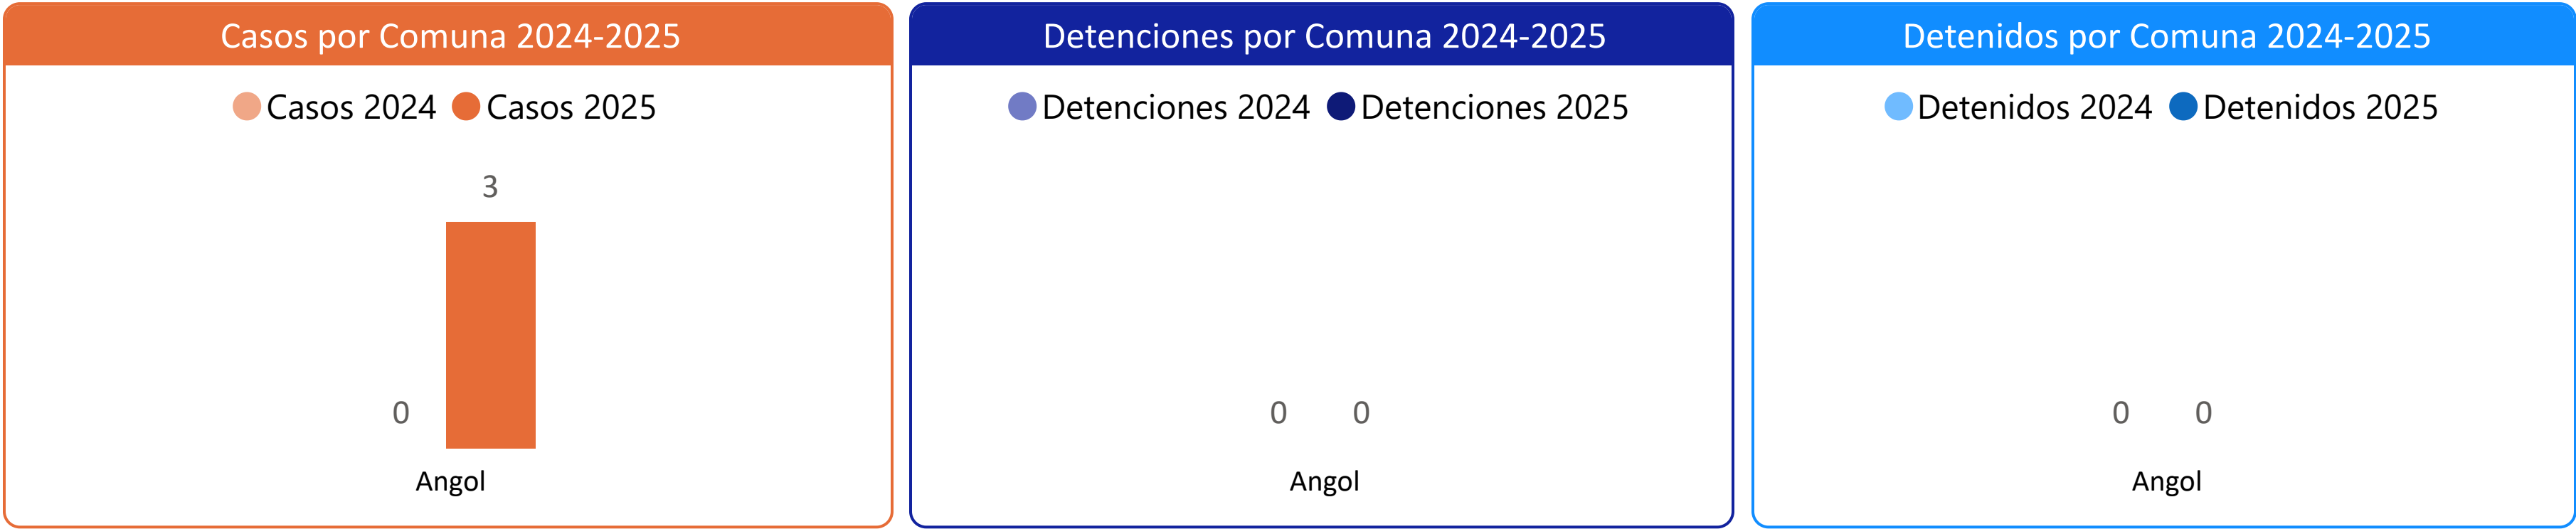 Casos por Comuna 2024-2025
Casos 2024 Casos 2025
3
0
Angol
Detenciones por Comuna 2024-2025
Detenciones 2024 Detenciones 2025
0 0
Angol
Detenidos por Comuna 2024-2025
Detenidos 2024 Detenidos 2025
0 0
Angol